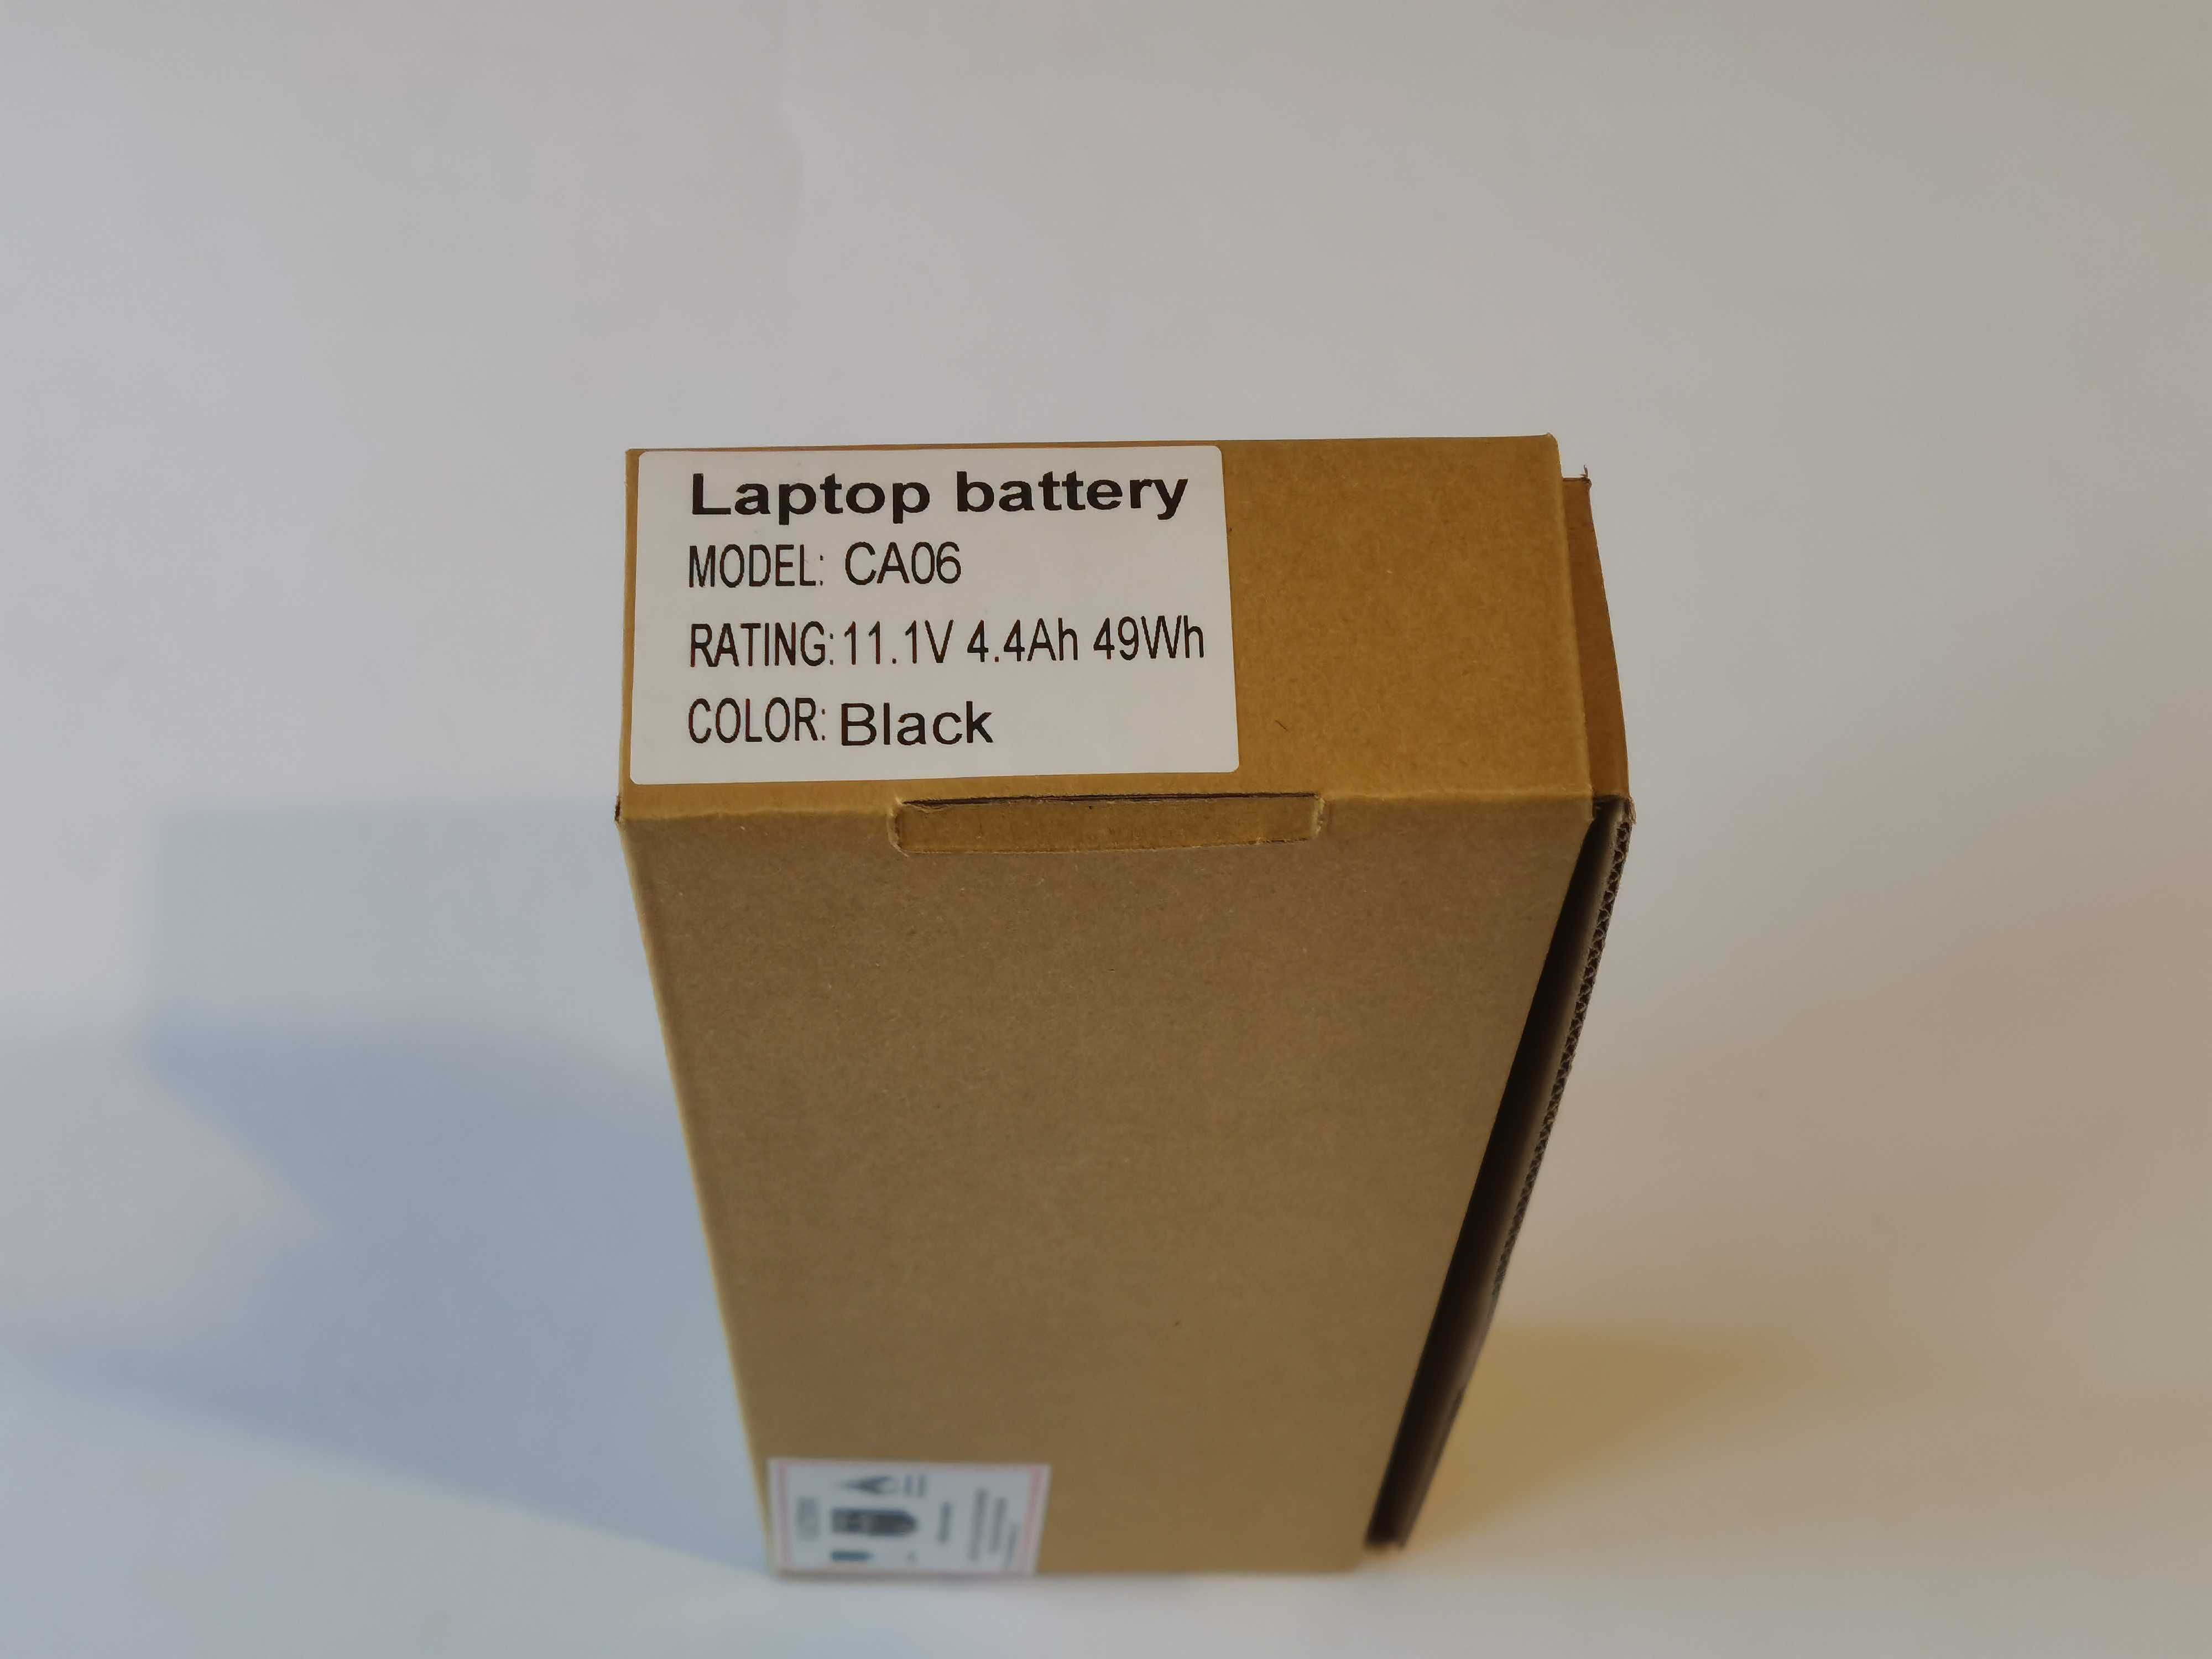 Laptop battery
MODEL: CA06
RATING: 11.1V 4.4Ah 49Wh
COLOR: Black